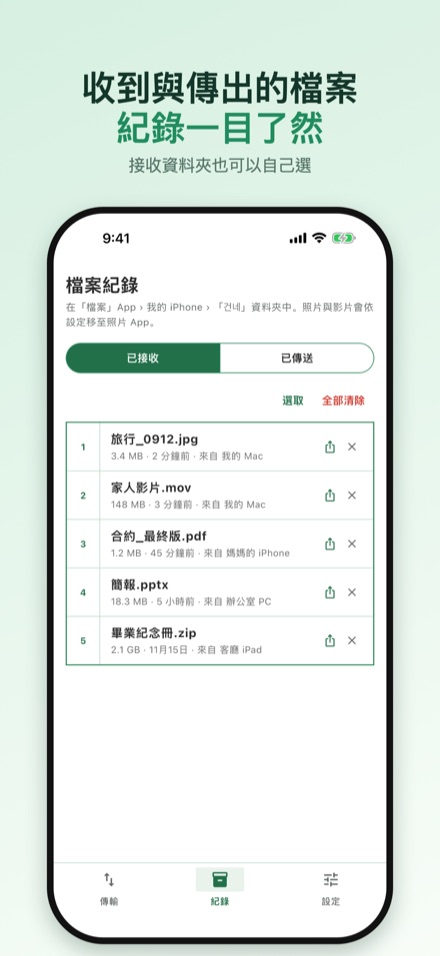 收到與傳出的檔案
紀錄一目了然
接收資料夾也可以自己選
9:41
檔案紀錄
在「檔案」App › 我的 iPhone › 「건네」資料夾中。照片與影片會依
設定移至照片 App。
已接收
已傳送
選取
全部清除
1
旅行_0912.jpg
3.4 MB · 2 分鐘前 · 來自 我的 Mac
2
家人影片.mov
148 MB · 3 分鐘前 · 來自 我的 Mac
3
合約_最終版.pdf
1.2 MB · 45 分鐘前 · 來自 媽媽的 iPhone
4
簡報.pptx
18.3 MB · 5 小時前 · 來自 辦公室 PC
5
畢業紀念冊.zip
2.1 GB · 11月15日 · 來自 客廳 iPad
傳輸
紀錄
設定